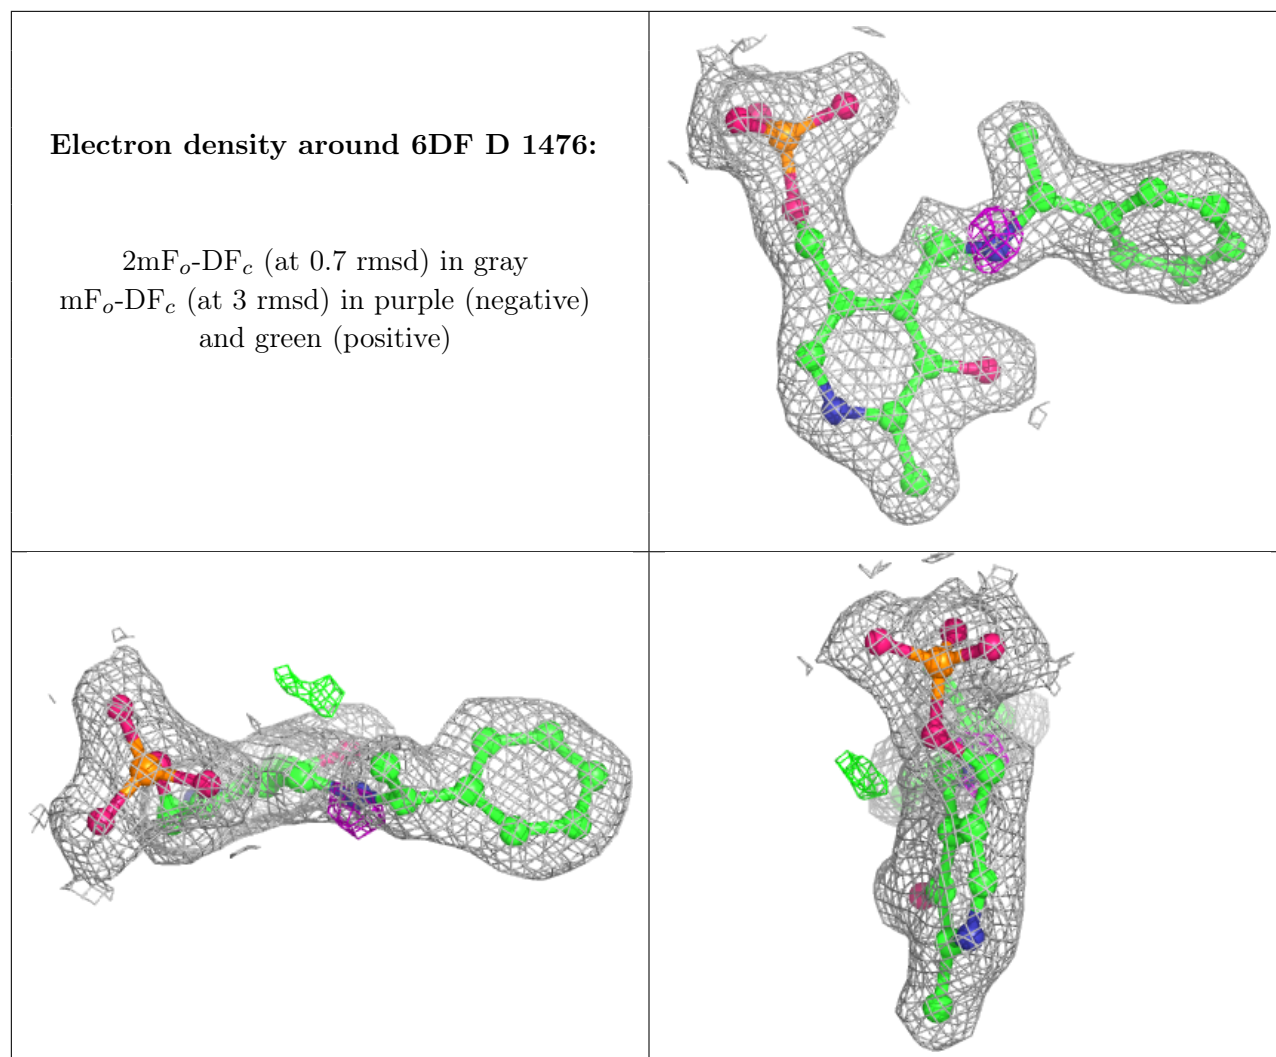 Electron density around 6DF D 1476:
2mFo-DFc (at 0.7 rmsd) in gray
mFo-DFc (at 3 rmsd) in purple (negative)
and green (positive)